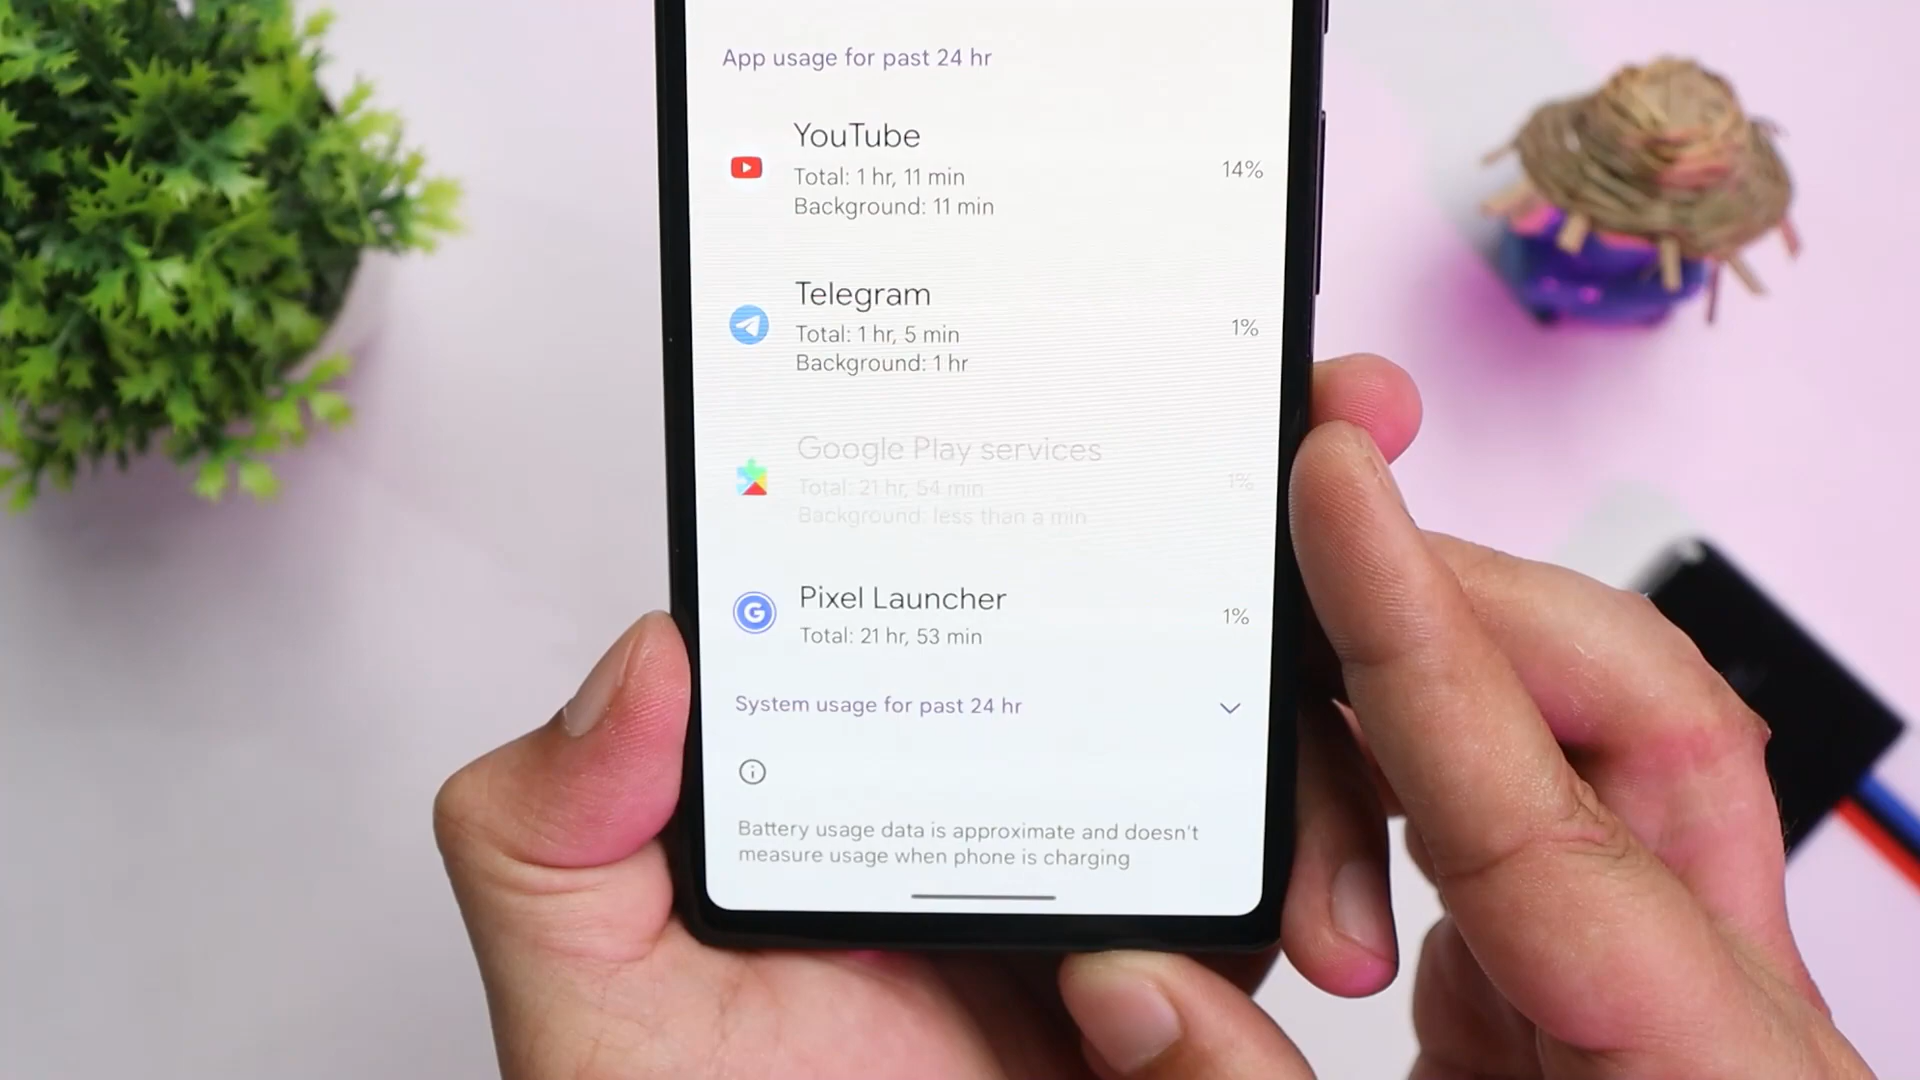 App usage for past 24 hr
YouTube
Total: 1 hr, 11 min
Background: 11 min
14%
Telegram
Total: 1 hr, 5 min
Background: 1 hr
1%
Google Play services
Total: 21 hr, 54 min
Background: less than a min
1%
G
Pixel Launcher
Total: 21 hr, 53 min
1%
System usage for past 24 hr
Battery usage data is approximate and doesn't
measure usage when phone is charging